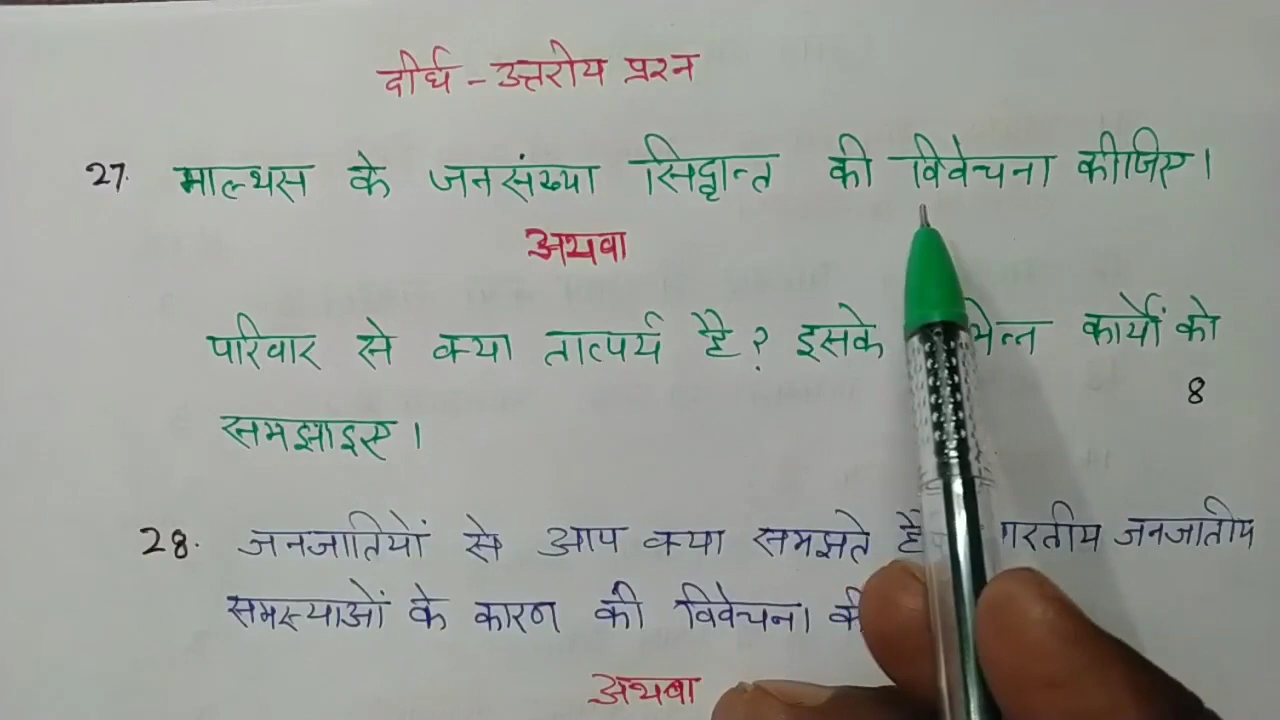 दीर्घ - उत्तरीय प्रश्न
27. माल्थस के जनसंख्या सिद्धान्त की विवेचना कीजिए।
अथवा
परिवार से क्या तात्पर्य है? इसके कार्यों को
8
समझाइए।
28. जनजातियों से आप क्या समझते जनजातीय
समस्याओं के कारण की विवेचना
अथवा